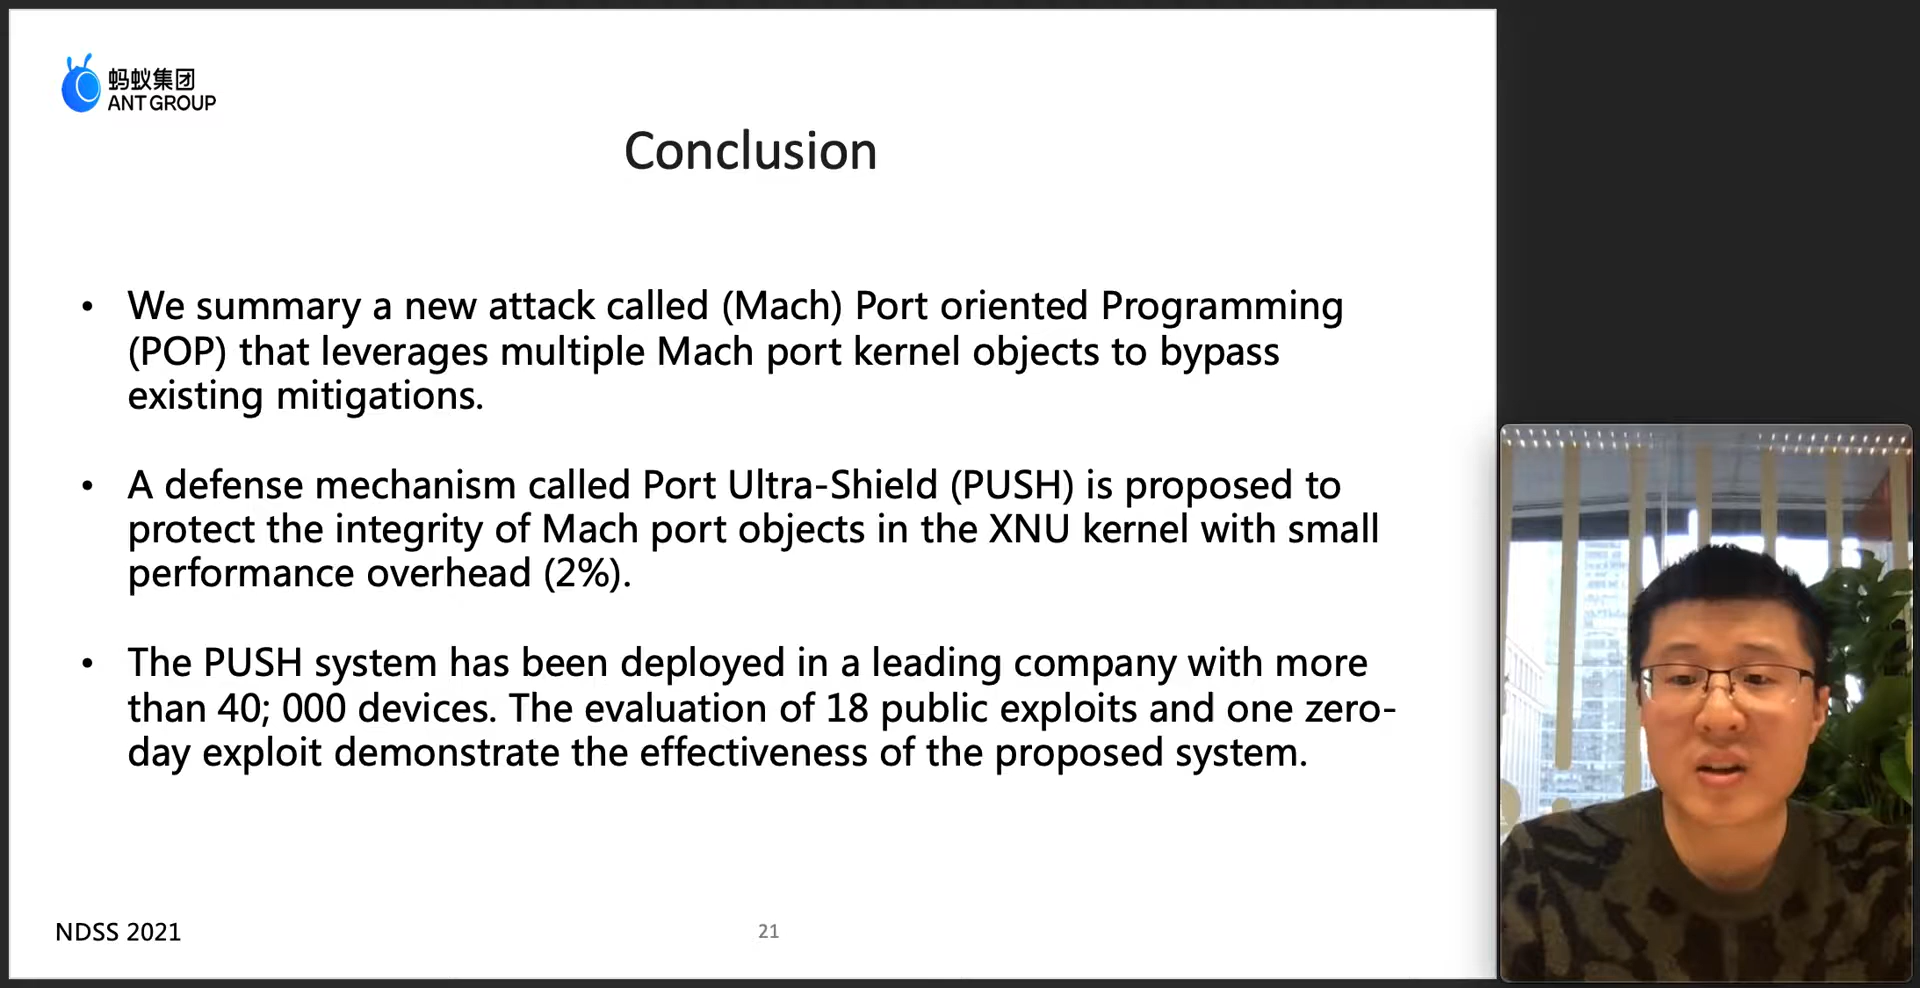 蚂蚁集团
ANT GROUP
Conclusion
• We summary a new attack called (Mach) Port oriented Programming
(POP) that leverages multiple Mach port kernel objects to bypass
existing mitigations.
• A defense mechanism called Port Ultra-Shield (PUSH) is proposed to
protect the integrity of Mach port objects in the XNU kernel with small
performance overhead (2%).
• The PUSH system has been deployed in a leading company with more
than 40; 000 devices. The evaluation of 18 public exploits and one zero-
day exploit demonstrate the effectiveness of the proposed system.
NDSS 2021
21